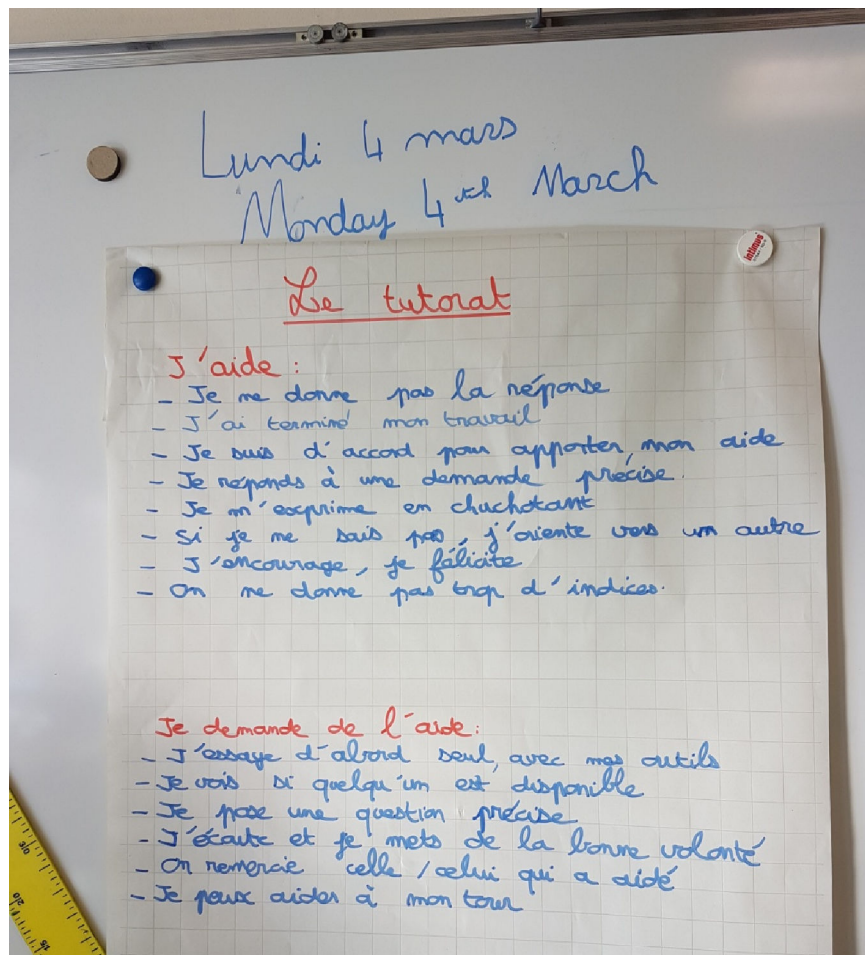 Lundi 4 mars
Monday 4th March
intimus
Le tutorat
J'aide :
- Je ne donne pas la réponse
- J'ai terminé mon travail
- Je suis d'accord pour apporter mon aide
- Je réponds à une demande précise.
- Je m'exprime en chuchotant
- Si je ne sais pas, j'oriente vers un autre
- J'encourage, je félicite
- On ne donne pas trop d'indices.
Je demande de l'aide :
- J'essaye d'abord seul, avec mes outils
- Je vois si quelqu'un est disponible
- Je pose une question précise
- J'écoute et je mets de la bonne volonté
- On remercie celle / celui qui a aidé
- Je peux aider à mon tour